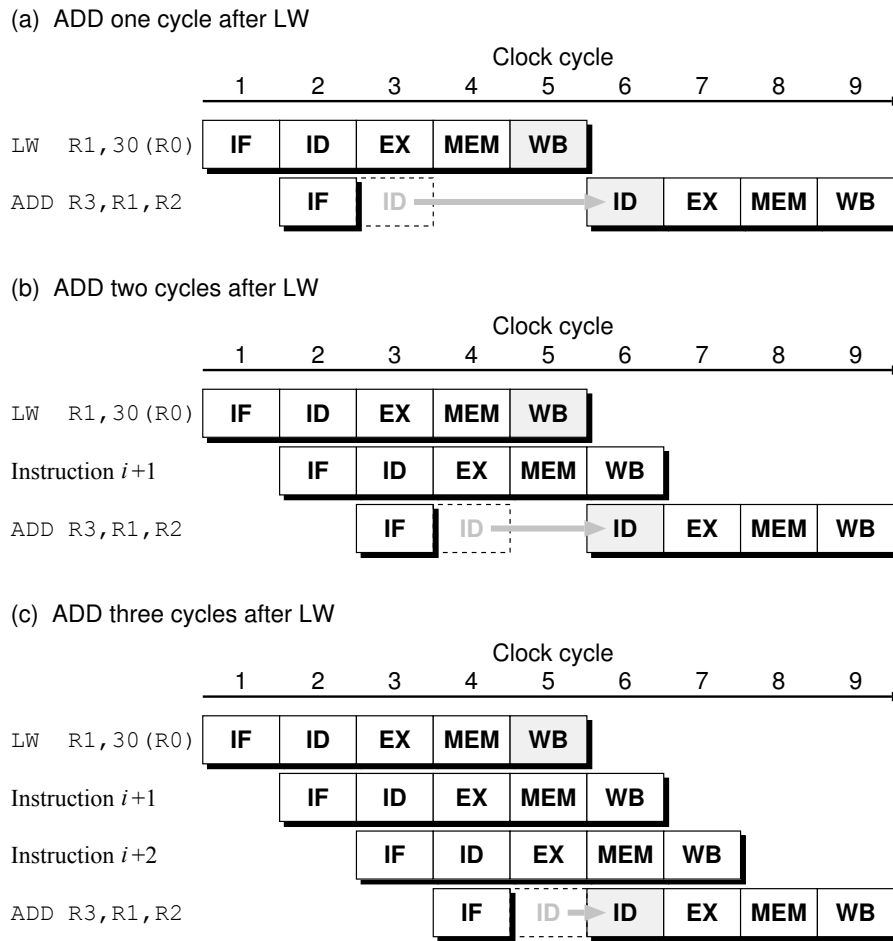 (a) ADD one cycle after LW
Clock cycle
1 2 3 4 5 6 7 8 9
LW R1,30(R0) IF ID EX MEM WB
ADD R3,R1,R2 IF ID ID EX MEM WB
(b) ADD two cycles after LW
Clock cycle
1 2 3 4 5 6 7 8 9
LW R1,30(R0) IF ID EX MEM WB
Instruction i+1 IF ID EX MEM WB
ADD R3,R1,R2 IF ID ID EX MEM WB
(c) ADD three cycles after LW
Clock cycle
1 2 3 4 5 6 7 8 9
LW R1,30(R0) IF ID EX MEM WB
Instruction i+1 IF ID EX MEM WB
Instruction i+2 IF ID EX MEM WB
ADD R3,R1,R2 IF ID ID EX MEM WB